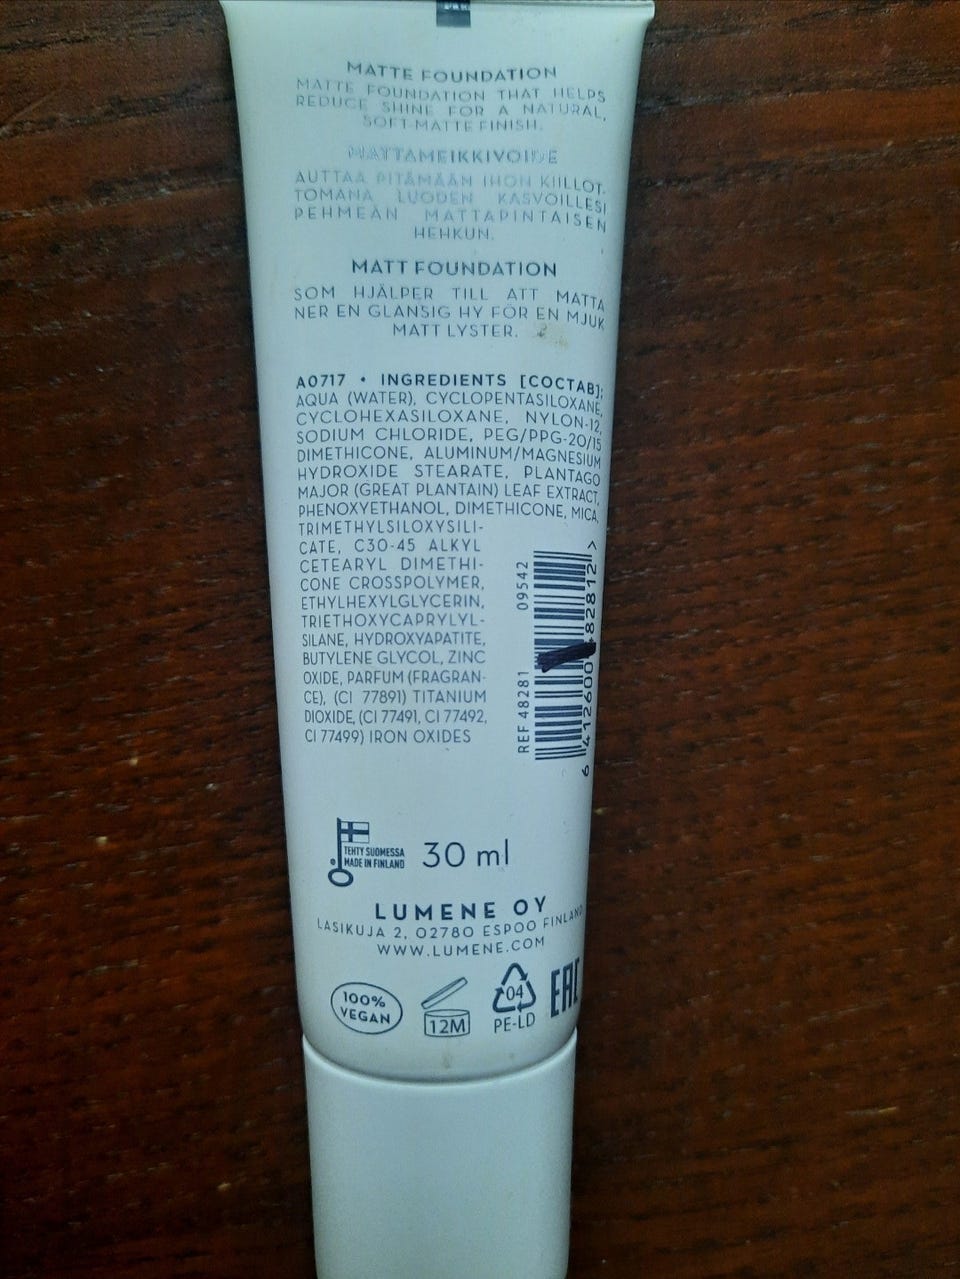 MATTE FOUNDATION
MATTE FOUNDATION THAT HELPS
REDUCE SHINE FOR A NATURAL,
SOFT-MATTE FINISH.
MATTAMEIKKIVOIDE
AUTTAA PITÄMÄÄN IHON KIILLOT-
TOMANA LUODEN KASVOILLESI
PEHMEÄN MATTAPINTAISEN
HEHKUN.
MATT FOUNDATION
SOM HJÄLPER TILL ATT MATTA
NER EN GLANSIG HY FÖR EN MJUK
MATT LYSTER.
A0717 • INGREDIENTS [COCTAB]:
AQUA (WATER), CYCLOPENTASILOXANE,
CYCLOHEXASILOXANE, NYLON-12,
SODIUM CHLORIDE, PEG/PPG-20/15
DIMETHICONE, ALUMINUM/MAGNESIUM
HYDROXIDE STEARATE, PLANTAGO
MAJOR (GREAT PLANTAIN) LEAF EXTRACT,
PHENOXYETHANOL, DIMETHICONE, MICA,
TRIMETHYLSILOXYSILI-
CATE, C30-45 ALKYL
CETEARYL DIMETHI-
CONE CROSSPOLYMER,
ETHYLHEXYLGLYCERIN,
TRIETHOXYCAPRYLYL-
SILANE, HYDROXYAPATITE,
BUTYLENE GLYCOL, ZINC
OXIDE, PARFUM (FRAGRAN-
CE), (CI 77891) TITANIUM
DIOXIDE, (CI 77491, CI 77492,
CI 77499) IRON OXIDES
REF 48281 09542
6 412600 82812 >
TEHTY SUOMESSA
MADE IN FINLAND
30 ml
LUMENE OY
LASIKUJA 2, 02780 ESPOO FINLAND
WWW.LUMENE.COM
100%
VEGAN
12M
04
PE-LD
EAC